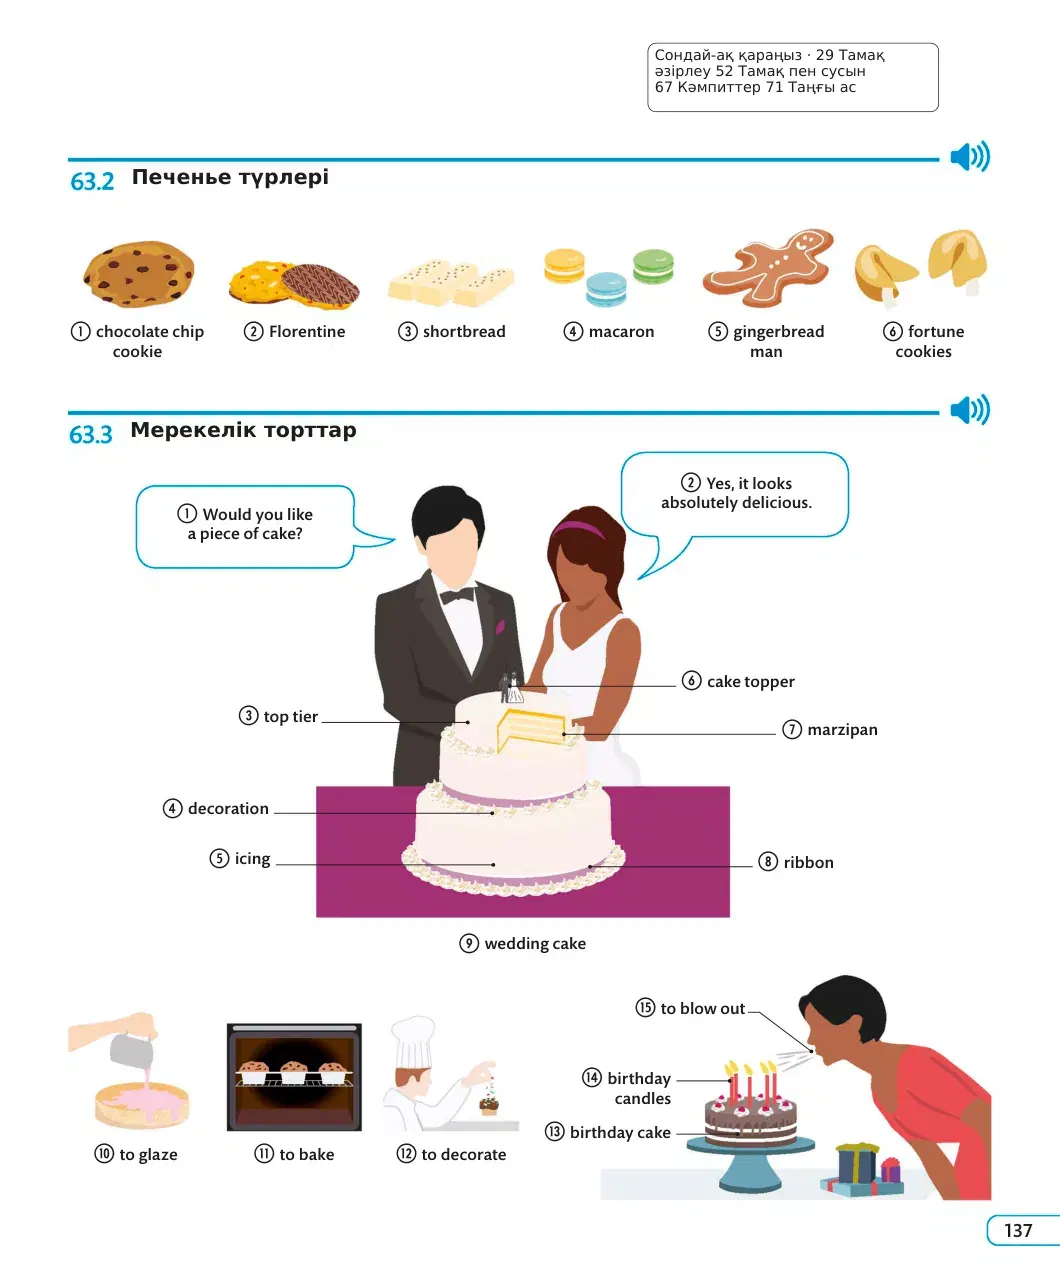 Сондай-ақ қараңыз · 29 Тамақ
әзірлеу 52 Тамақ пен сусын
67 Кәмпиттер 71 Таңғы ас
63.2 Печенье түрлері
① chocolate chip
cookie
② Florentine
③ shortbread
④ macaron
⑤ gingerbread
man
⑥ fortune
cookies
63.3 Мерекелік торттар
① Would you like
a piece of cake?
② Yes, it looks
absolutely delicious.
③ top tier
④ decoration
⑤ icing
⑥ cake topper
⑦ marzipan
⑧ ribbon
⑨ wedding cake
⑩ to glaze
⑪ to bake
⑫ to decorate
⑮ to blow out
⑭ birthday
candles
⑬ birthday cake
137